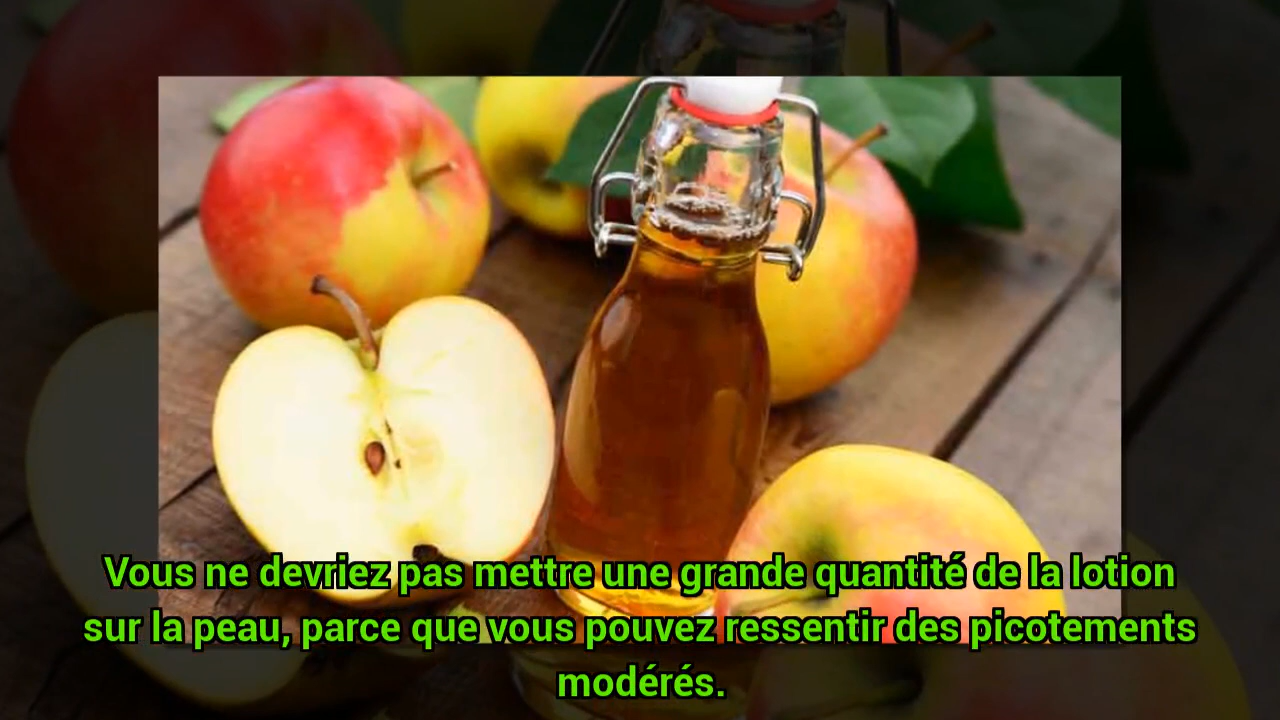 Vous ne devriez pas mettre une grande quantité de la lotion
sur la peau, parce que vous pouvez ressentir des picotements
modérés.